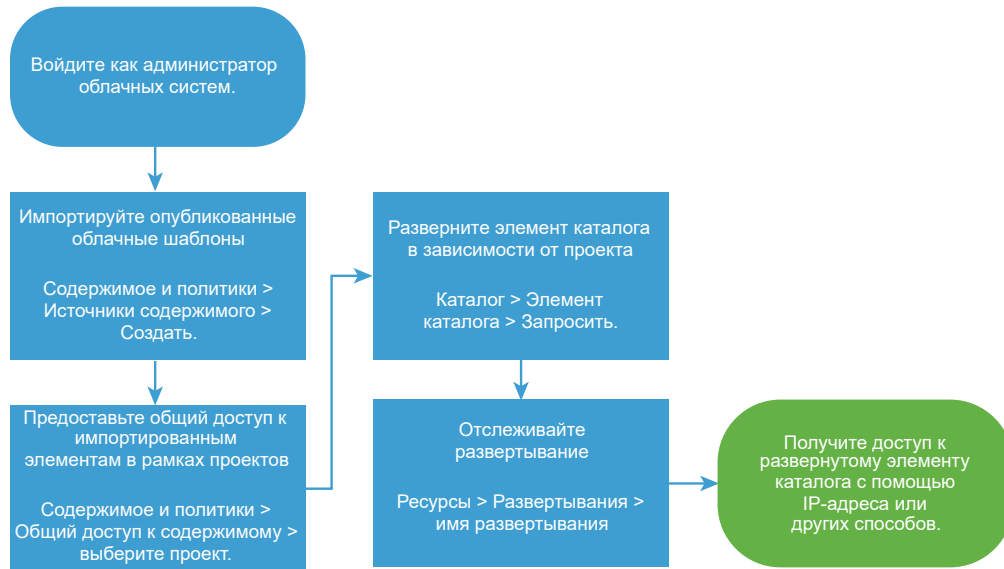 Войдите как администратор
облачных систем.
Импортируйте опубликованные
облачные шаблоны
Содержимое и политики >
Источники содержимого >
Создать.
Предоставьте общий доступ к
импортированным
элементам в рамках проектов
Содержимое и политики >
Общий доступ к содержимому >
выберите проект.
Разверните элемент каталога
в зависимости от проекта
Каталог > Элемент
каталога > Запросить.
Отслеживайте
развертывание
Ресурсы > Развертывания >
имя развертывания
Получите доступ к
развернутому элементу
каталога с помощью
IP-адреса или
других способов.